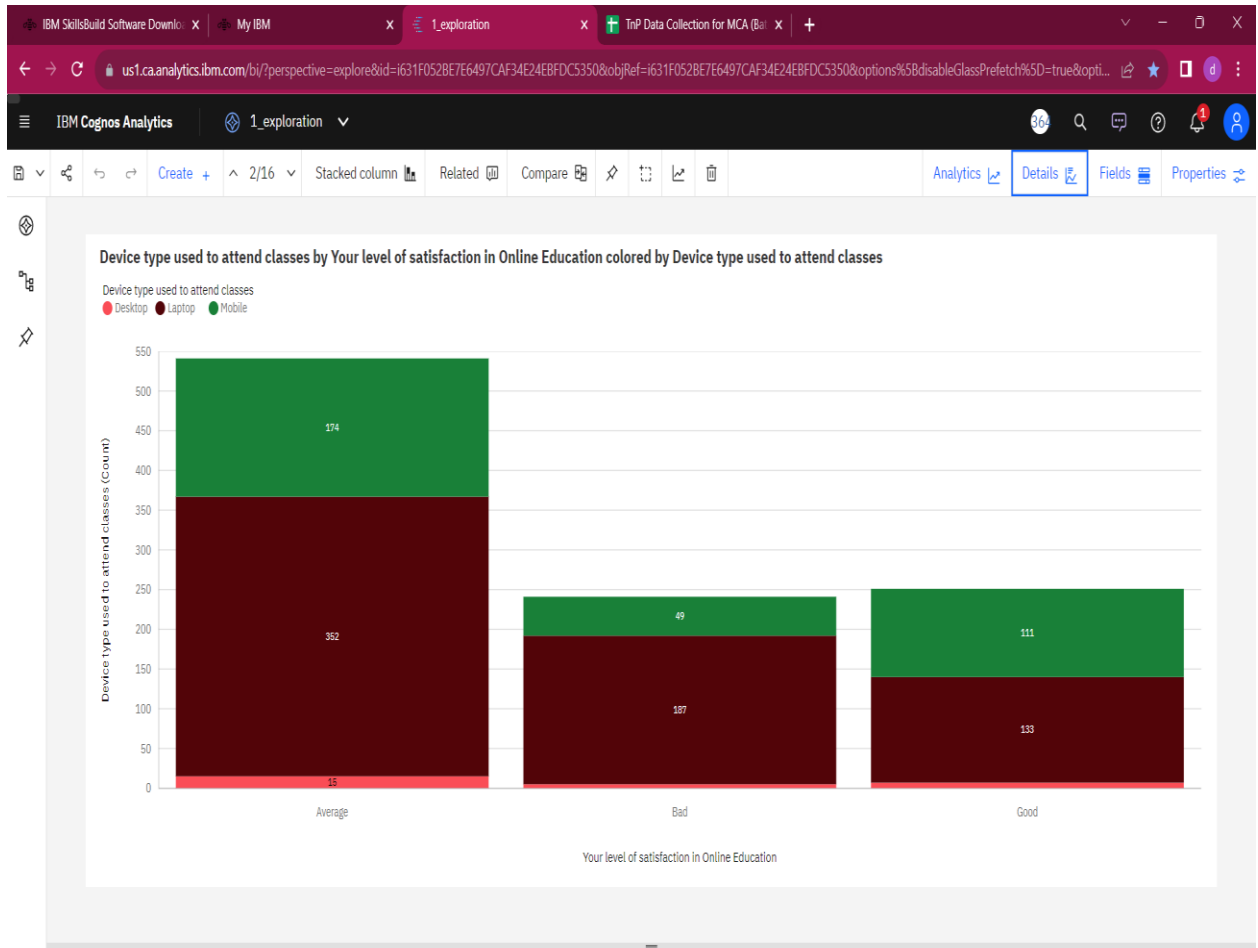 IBM SkillsBuild Software Downloa X
My IBM X
1_exploration X
TnP Data Collection for MCA (Bat X
us1.ca.analytics.ibm.com/bi/?perspective=explore&id=i631F052BE7E6497CAF34E24EBFDC5350&objRef=i631F052BE7E6497CAF34E24EBFDC5350&options%5BdisableGlassPrefetch%5D=true&opti...
d
IBM Cognos Analytics
1_exploration
364
1
Create +
2/16
Stacked column
Related
Compare
Analytics
Details
Fields
Properties
Device type used to attend classes by Your level of satisfaction in Online Education colored by Device type used to attend classes
Device type used to attend classes
Desktop Laptop Mobile
Device type used to attend classes (Count)
550
500
450
400
350
300
250
200
150
100
50
0
174
352
15
49
187
111
133
Average
Bad
Good
Your level of satisfaction in Online Education